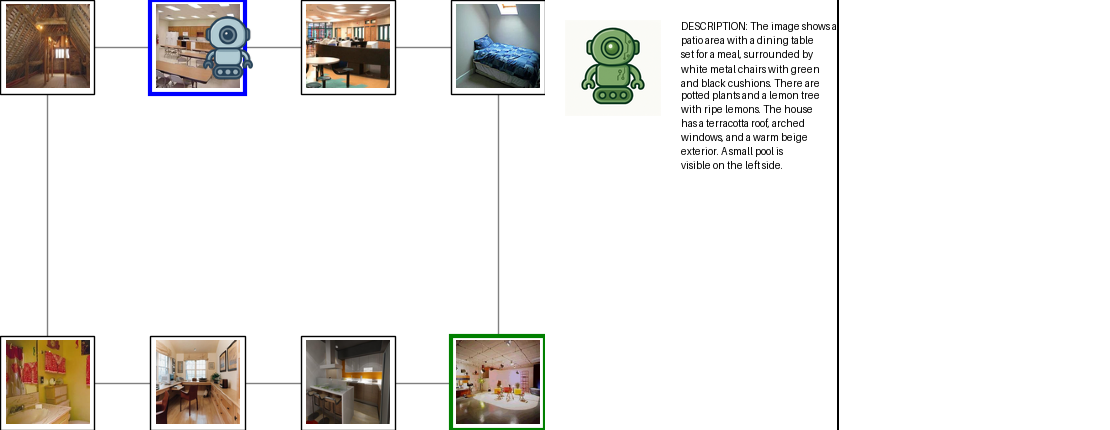 DESCRIPTION: The image shows a
patio area with a dining table
set for a meal, surrounded by
white metal chairs with green
and black cushions. There are
potted plants and a lemon tree
with ripe lemons. The house
has a terracotta roof, arched
windows, and a warm beige
exterior. A small pool is
visible on the left side.